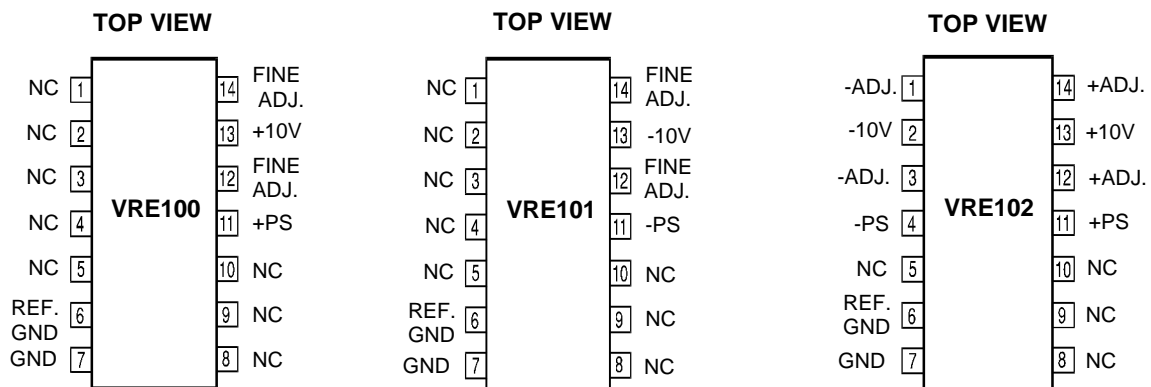 TOP VIEW
NC 1
NC 2
NC 3
NC 4
NC 5
REF.
GND 6
GND 7
VRE100
14 FINE
ADJ.
13 +10V
12 FINE
ADJ.
11 +PS
10 NC
9 NC
8 NC
TOP VIEW
NC 1
NC 2
NC 3
NC 4
NC 5
REF.
GND 6
GND 7
VRE101
14 FINE
ADJ.
13 -10V
12 FINE
ADJ.
11 -PS
10 NC
9 NC
8 NC
TOP VIEW
-ADJ. 1
-10V 2
-ADJ. 3
-PS 4
NC 5
REF.
GND 6
GND 7
VRE102
14 +ADJ.
13 +10V
12 +ADJ.
11 +PS
10 NC
9 NC
8 NC